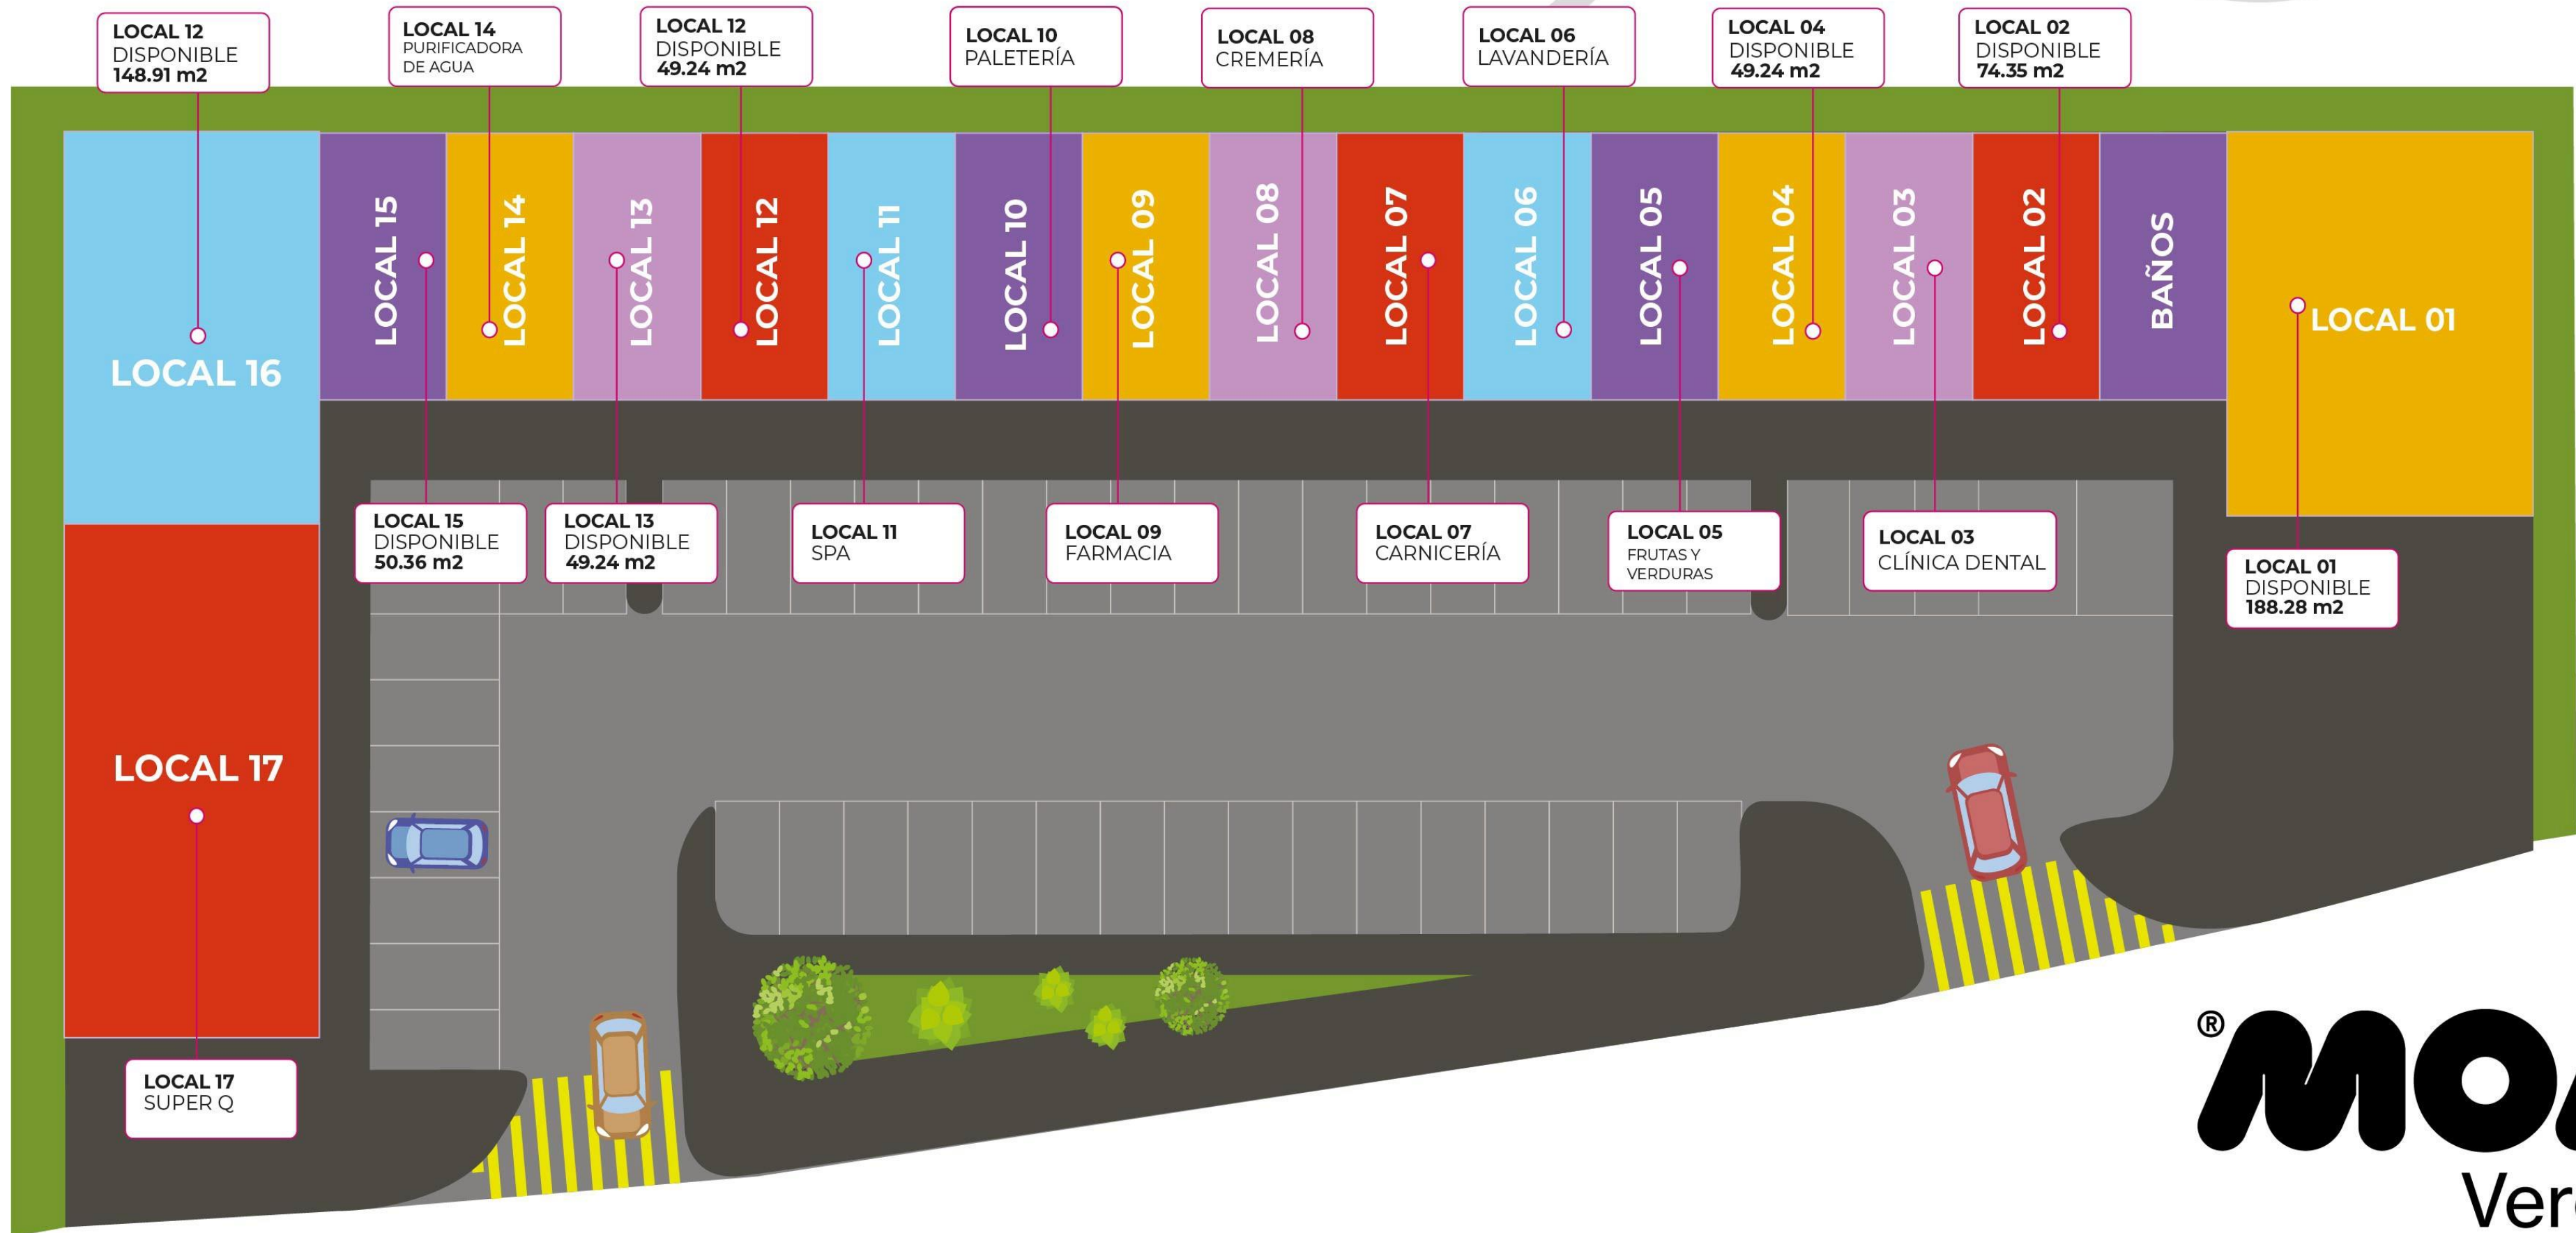 LOCAL 12
DISPONIBLE
148.91 m2
LOCAL 14
PURIFICADORA
DE AGUA
LOCAL 12
DISPONIBLE
49.24 m2
LOCAL 10
PALETERÍA
LOCAL 08
CREMERÍA
LOCAL 06
LAVANDERÍA
LOCAL 04
DISPONIBLE
49.24 m2
LOCAL 02
DISPONIBLE
74.35 m2
LOCAL 16
LOCAL 15
LOCAL 14
LOCAL 13
LOCAL 12
LOCAL 11
LOCAL 10
LOCAL 09
LOCAL 08
LOCAL 07
LOCAL 06
LOCAL 05
LOCAL 04
LOCAL 03
LOCAL 02
BAÑOS
LOCAL 01
LOCAL 15
DISPONIBLE
50.36 m2
LOCAL 13
DISPONIBLE
49.24 m2
LOCAL 11
SPA
LOCAL 09
FARMACIA
LOCAL 07
CARNICERÍA
LOCAL 05
FRUTAS Y
VERDURAS
LOCAL 03
CLÍNICA DENTAL
LOCAL 01
DISPONIBLE
188.28 m2
LOCAL 17
LOCAL 17
SUPER Q
®MO
Ver